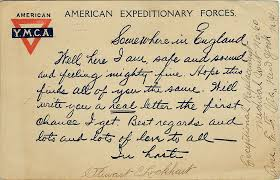 AMERICAN
Y.M.C.A.
AMERICAN EXPEDITIONARY FORCES.
Somewhere in England
Well here I am, safe and sound
and feeling mighty fine. Hope this
finds all of you the same. Will
write you a real letter the first
chance I get. Best regards and
lots and lots of love to all —
In haste
Stewart Lockhart